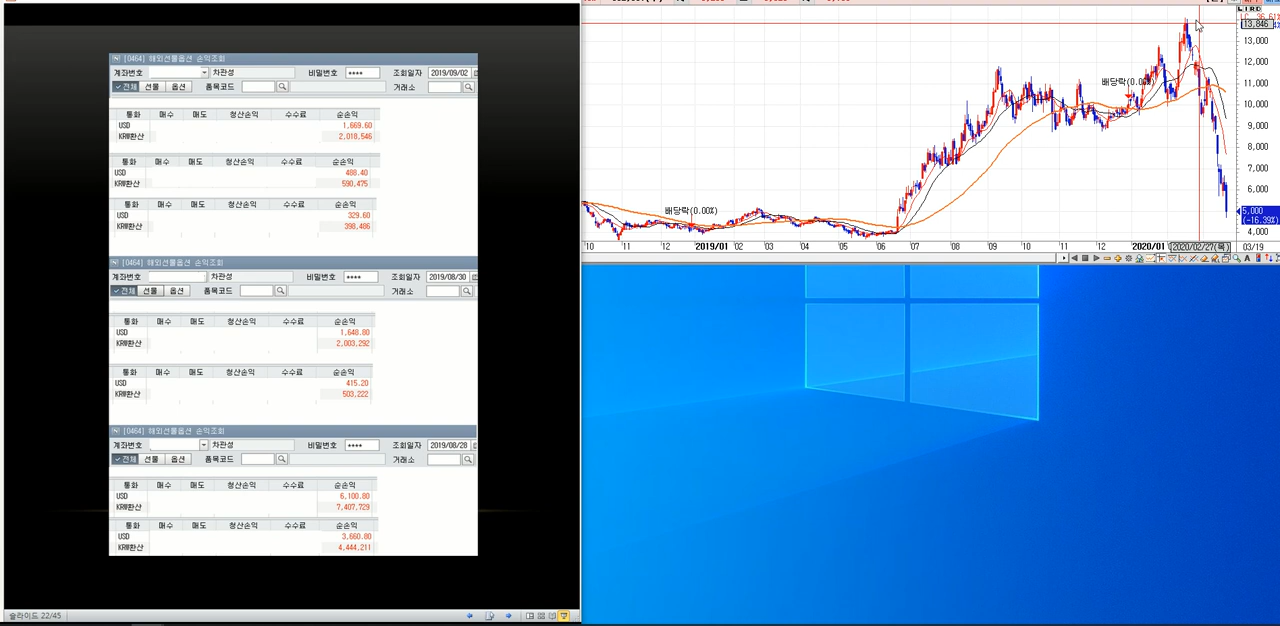 [0464] 해외선물옵션 손익조회
계좌번호 차관성 비밀번호 **** 조회일자 2019/09/02
전체 선물 옵션 품목코드 거래소
통화 매수 매도 청산손익 수수료 순손익
USD 1,669.60
KRW환산 2,018,546
통화 매수 매도 청산손익 수수료 순손익
USD 488.40
KRW환산 590,475
통화 매수 매도 청산손익 수수료 순손익
USD 329.60
KRW환산 398,486
[0464] 해외선물옵션 손익조회
계좌번호 차관성 비밀번호 **** 조회일자 2019/08/30
전체 선물 옵션 품목코드 거래소
통화 매수 매도 청산손익 수수료 순손익
USD 1,648.80
KRW환산 2,003,292
통화 매수 매도 청산손익 수수료 순손익
USD 415.20
KRW환산 503,222
[0464] 해외선물옵션 손익조회
계좌번호 차관성 비밀번호 **** 조회일자 2019/08/28
전체 선물 옵션 품목코드 거래소
통화 매수 매도 청산손익 수수료 순손익
USD 6,100.80
KRW환산 7,407,729
통화 매수 매도 청산손익 수수료 순손익
USD 3,660.80
KRW환산 4,444,211
슬라이드 22/45
13,846
13,000
12,000
11,000
10,000
9,000
8,000
7,000
6,000
5,000
(-16.39%)
4,000
배당락(0.00%)
배당락(0.00%)
10 11 12 2019/01 02 03 04 05 06 07 08 09 10 11 12 2020/01 2020/02/27(목) 03/19